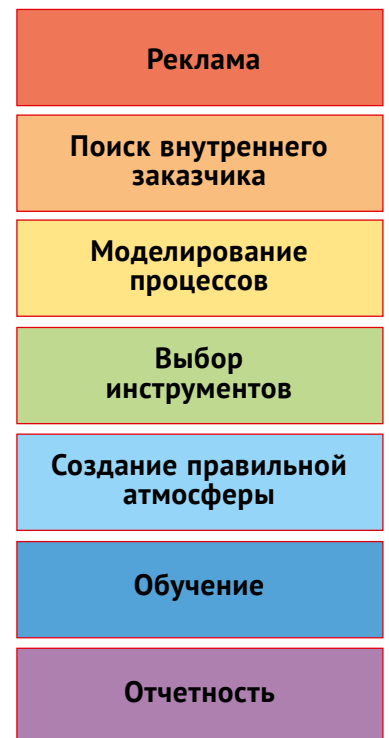 Реклама
Поиск внутреннего
заказчика
Моделирование
процессов
Выбор
инструментов
Создание правильной
атмосферы
Обучение
Отчетность